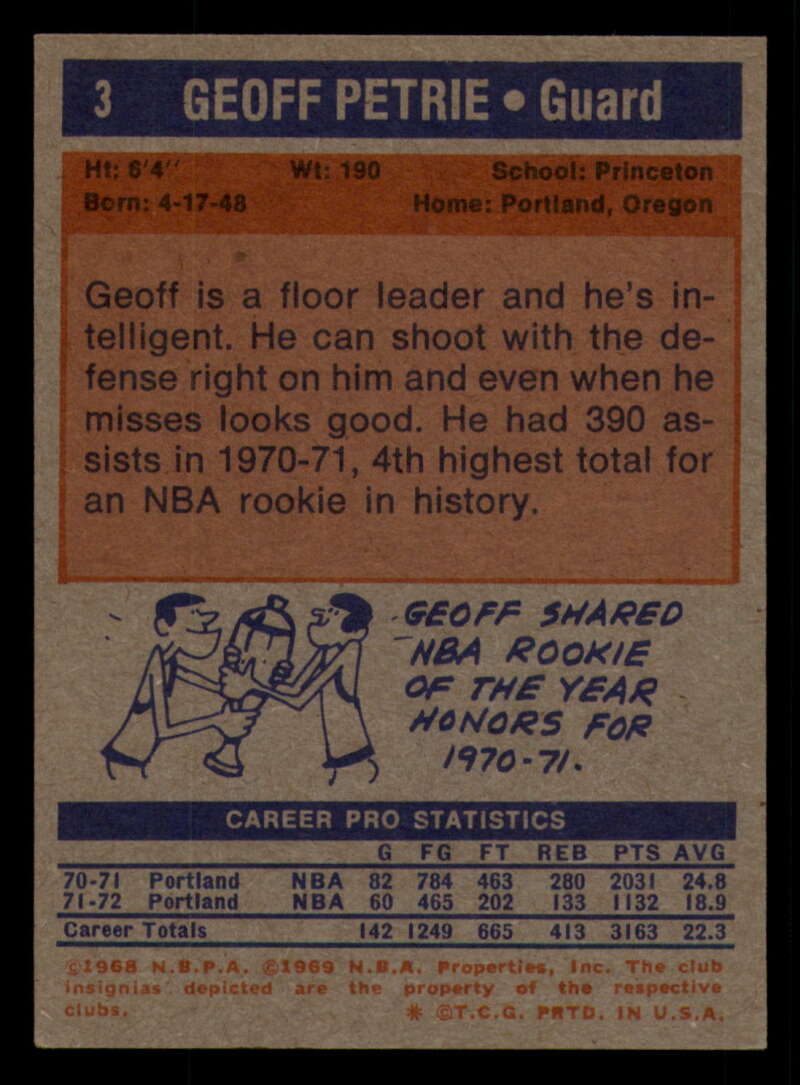 3 GEOFF PETRIE • Guard
Ht: 6'4'' Wt: 190 School: Princeton
Born: 4-17-48 Home: Portland, Oregon
Geoff is a floor leader and he's in-
telligent. He can shoot with the de-
fense right on him and even when he
misses looks good. He had 390 as-
sists in 1970-71, 4th highest total for
an NBA rookie in history.
GEOFF SHARED
NBA ROOKIE
OF THE YEAR
HONORS FOR
1970-71.
CAREER PRO STATISTICS
G FG FT REB PTS AVG
70-71 Portland NBA 82 784 463 280 2031 24.8
71-72 Portland NBA 60 465 202 133 1132 18.9
Career Totals 142 1249 665 413 3163 22.3
©1968 N.B.P.A. ©1969 N.B.A. Properties, Inc. The club
insignias depicted are the property of the respective
clubs. * ©T.C.G. PRTD. IN U.S.A.